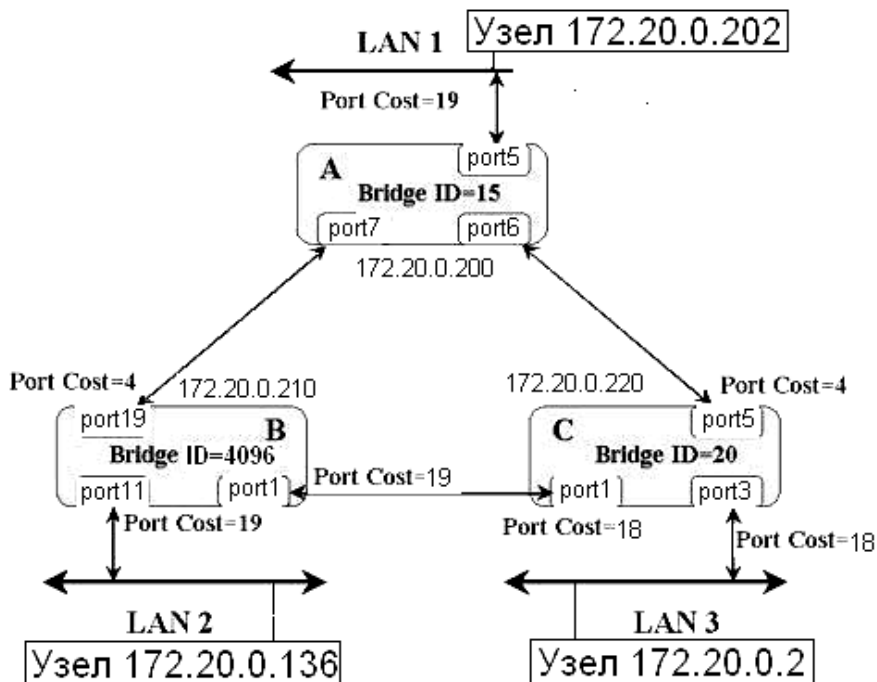 LAN 1
Узел 172.20.0.202
Port Cost=19
port5
A
Bridge ID=15
port7
port6
172.20.0.200
Port Cost=4
172.20.0.210
172.20.0.220
Port Cost=4
port19
B
C
port5
Bridge ID=4096
Bridge ID=20
port11
port1
Port Cost=19
port1
port3
Port Cost=19
Port Cost=18
Port Cost=18
LAN 2
LAN 3
Узел 172.20.0.136
Узел 172.20.0.2